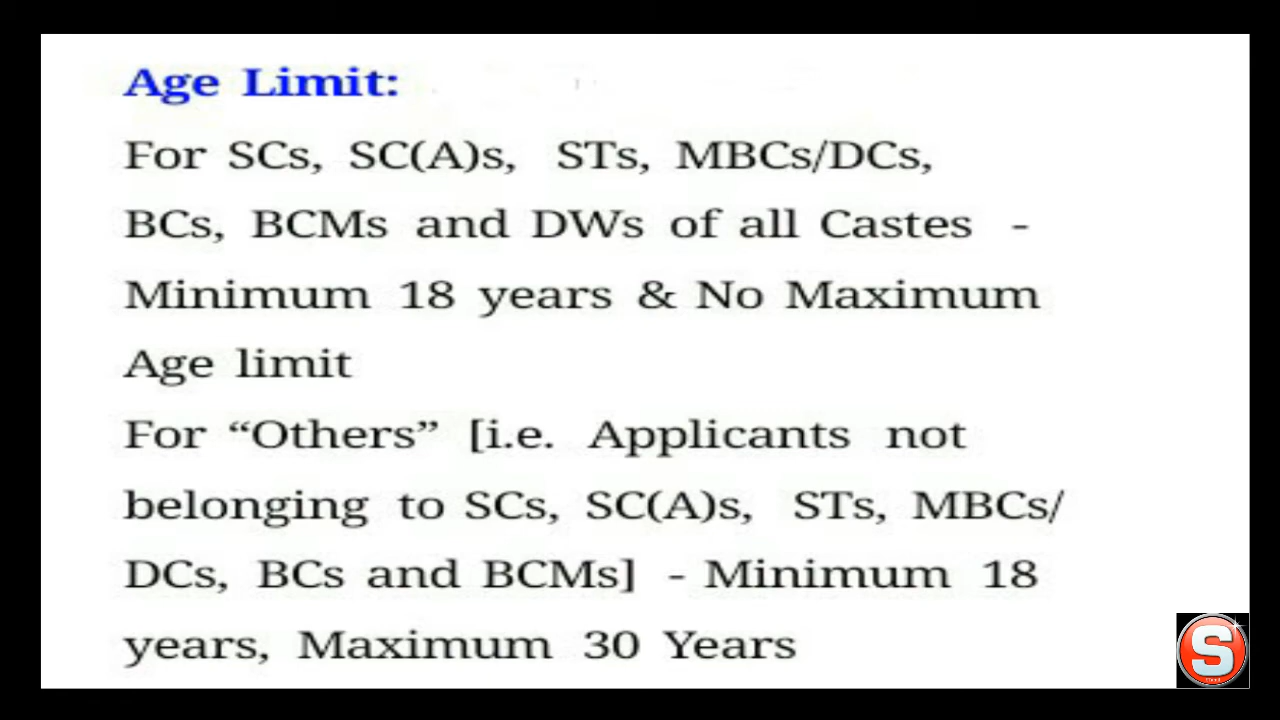 Age Limit:
For SCs, SC(A)s, STs, MBCs/DCs,
BCs, BCMs and DWs of all Castes -
Minimum 18 years & No Maximum
Age limit
For “Others” [i.e. Applicants not
belonging to SCs, SC(A)s, STs, MBCs/
DCs, BCs and BCMs] - Minimum 18
years, Maximum 30 Years
S